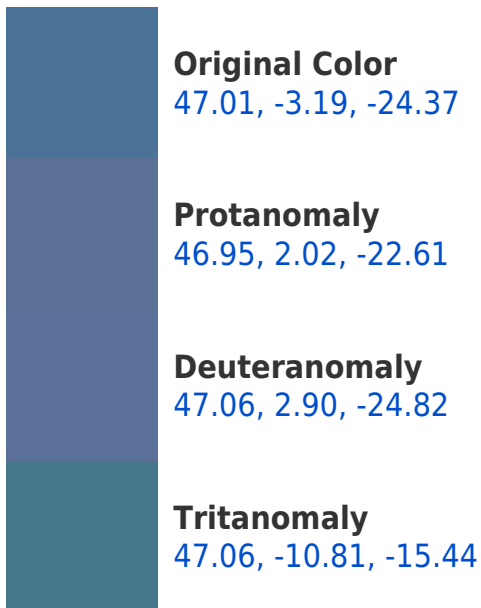 Original Color
47.01, -3.19, -24.37
Protanomaly
46.95, 2.02, -22.61
Deuteranomaly
47.06, 2.90, -24.82
Tritanomaly
47.06, -10.81, -15.44